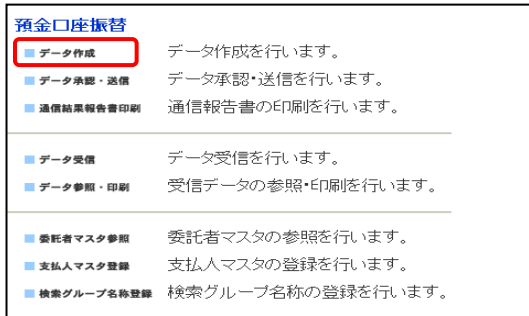 預金口座振替
データ作成 データ作成を行います。
データ承認・送信 データ承認・送信を行います。
通信結果報告書印刷 通信報告書の印刷を行います。
データ受信 データ受信を行います。
データ参照・印刷 受信データの参照・印刷を行います。
委託者マスタ参照 委託者マスタの参照を行います。
支払人マスタ登録 支払人マスタの登録を行います。
検索グループ名称登録 検索グループ名称の登録を行います。